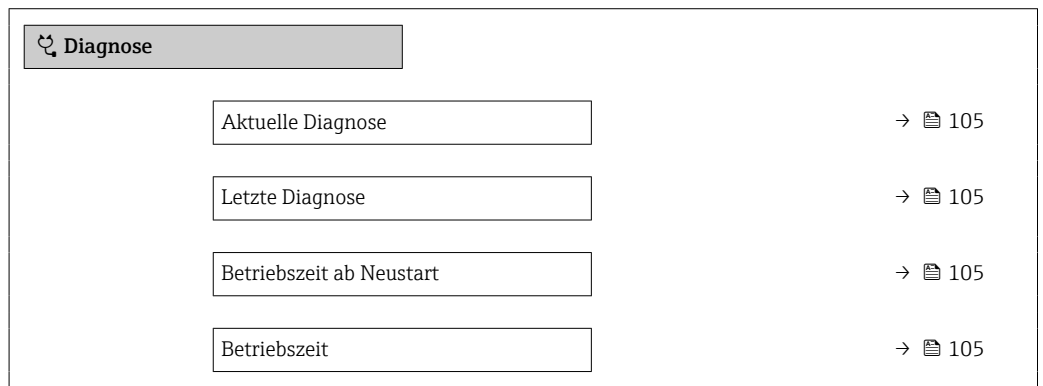 Diagnose
Aktuelle Diagnose → 105
Letzte Diagnose → 105
Betriebszeit ab Neustart → 105
Betriebszeit → 105